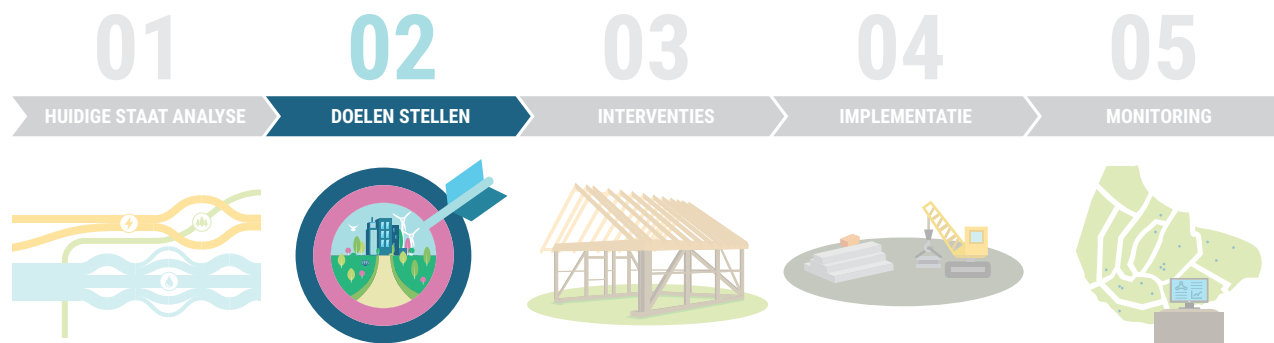 01
02
03
04
05
HUIDIGE STAAT ANALYSE
DOELEN STELLEN
INTERVENTIES
IMPLEMENTATIE
MONITORING